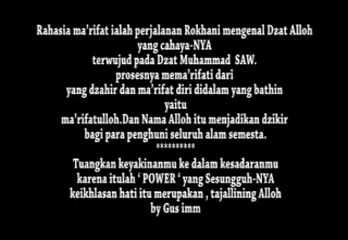 Rahasia ma'rifat ialah perjalanan Rokhani mengenal Dzat Alloh
yang cahaya-NYA
terwujud pada Dzat Muhammad SAW.
prosesnya mema'rifati dari
yang dzahir dan ma'rifat diri didalam yang bathin
yaitu
ma'rifatulloh.Dan Nama Alloh itu menjadikan dzikir
bagi para penghuni seluruh alam semesta.
**********
Tuangkan keyakinanmu ke dalam kesadaranmu
karena itulah ' POWER ' yang Sesungguh-NYa
keikhlasan hati itu merupakan , tajallining Alloh
by Gus imm